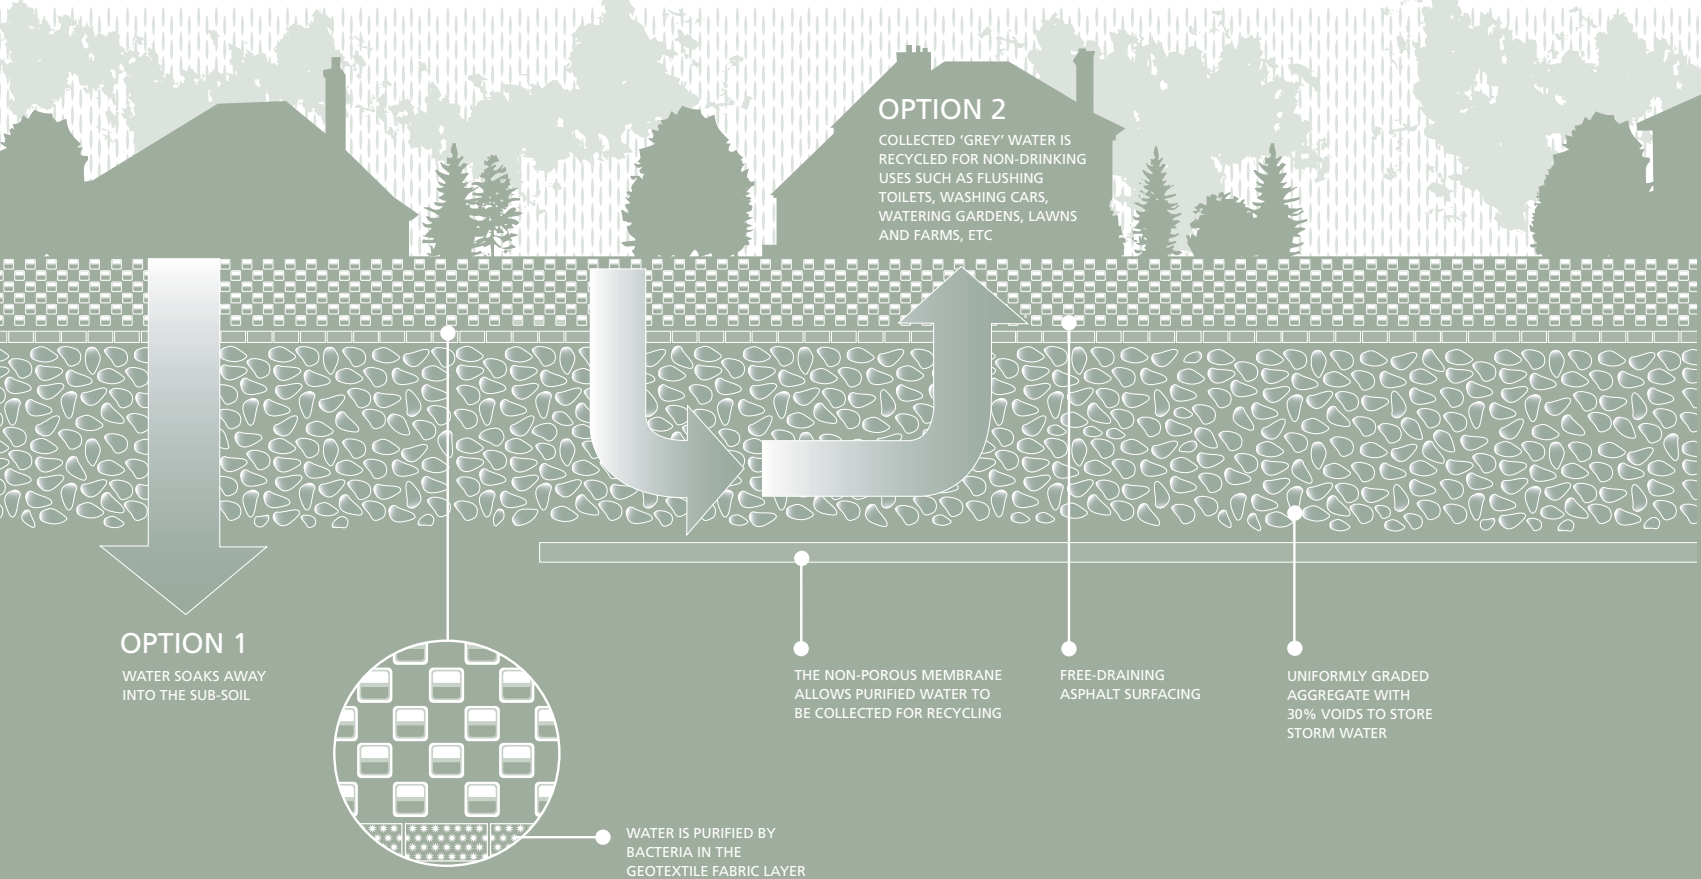 OPTION 2
COLLECTED ‘GREY’ WATER IS
RECYCLED FOR NON-DRINKING
USES SUCH AS FLUSHING
TOILETS, WASHING CARS,
WATERING GARDENS, LAWNS
AND FARMS, ETC
OPTION 1
WATER SOAKS AWAY
INTO THE SUB-SOIL
THE NON-POROUS MEMBRANE
ALLOWS PURIFIED WATER TO
BE COLLECTED FOR RECYCLING
FREE-DRAINING
ASPHALT SURFACING
UNIFORMLY GRADED
AGGREGATE WITH
30% VOIDS TO STORE
STORM WATER
WATER IS PURIFIED BY
BACTERIA IN THE
GEOTEXTILE FABRIC LAYER